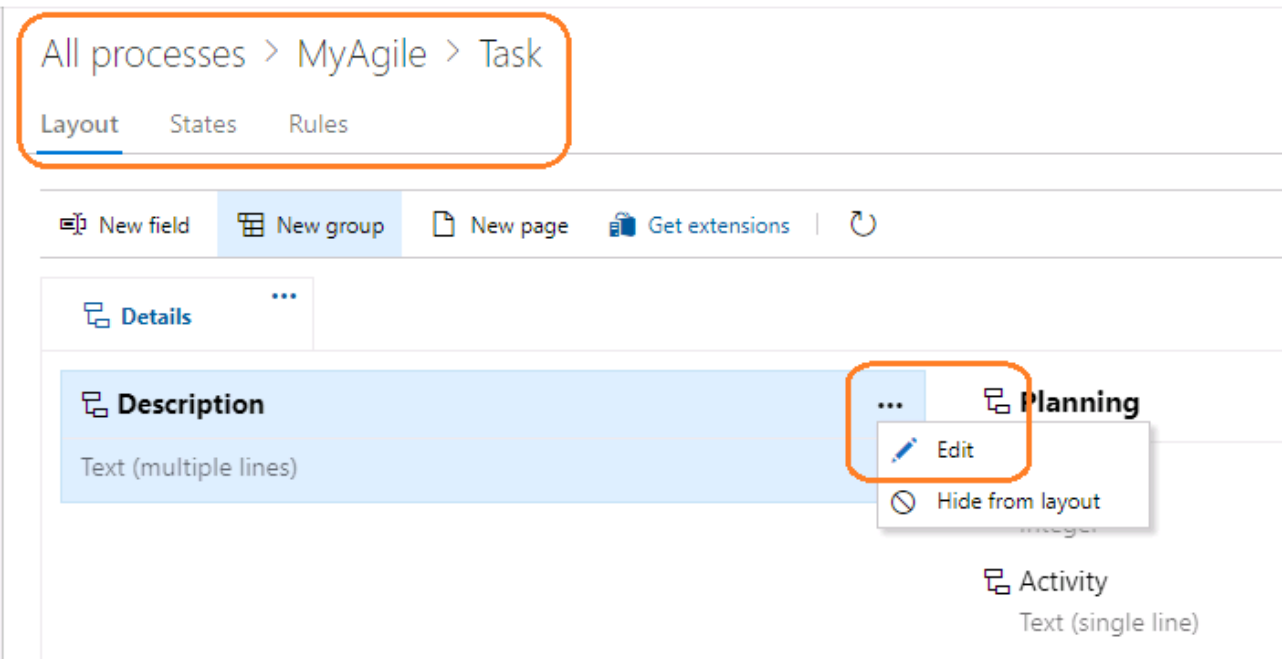 All processes > MyAgile > Task
Layout States Rules
New field New group New page Get extensions
Details
Description
Planning
Text (multiple lines)
Edit
Hide from layout
Integer
Activity
Text (single line)